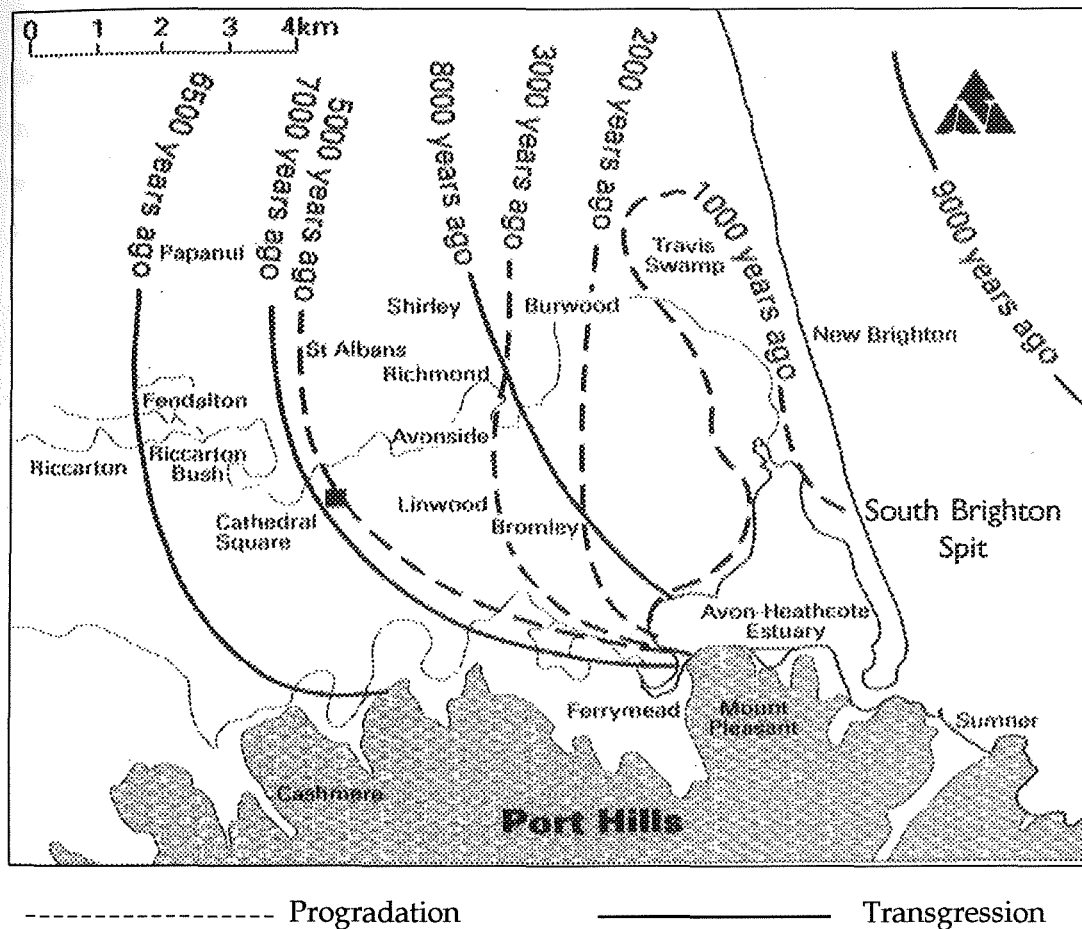 0 1 2 3 4km
6500 years ago
7000 years ago
5000 years ago
8000 years ago
3000 years ago
2000 years ago
1000 years ago
9000 years ago
N
Papanui
Travis
Swamp
Shirley
Burwood
New Brighton
St Albans
Richmond
Fendalton
Avonside
Riccarton
Riccarton
Bush
Linwood
Bromley
Cathedral
Square
South Brighton
Spit
Avon-Heathcote
Estuary
Ferrymead
Mount
Pleasant
Sumner
Cashmere
Port Hills
Progradation
Transgression